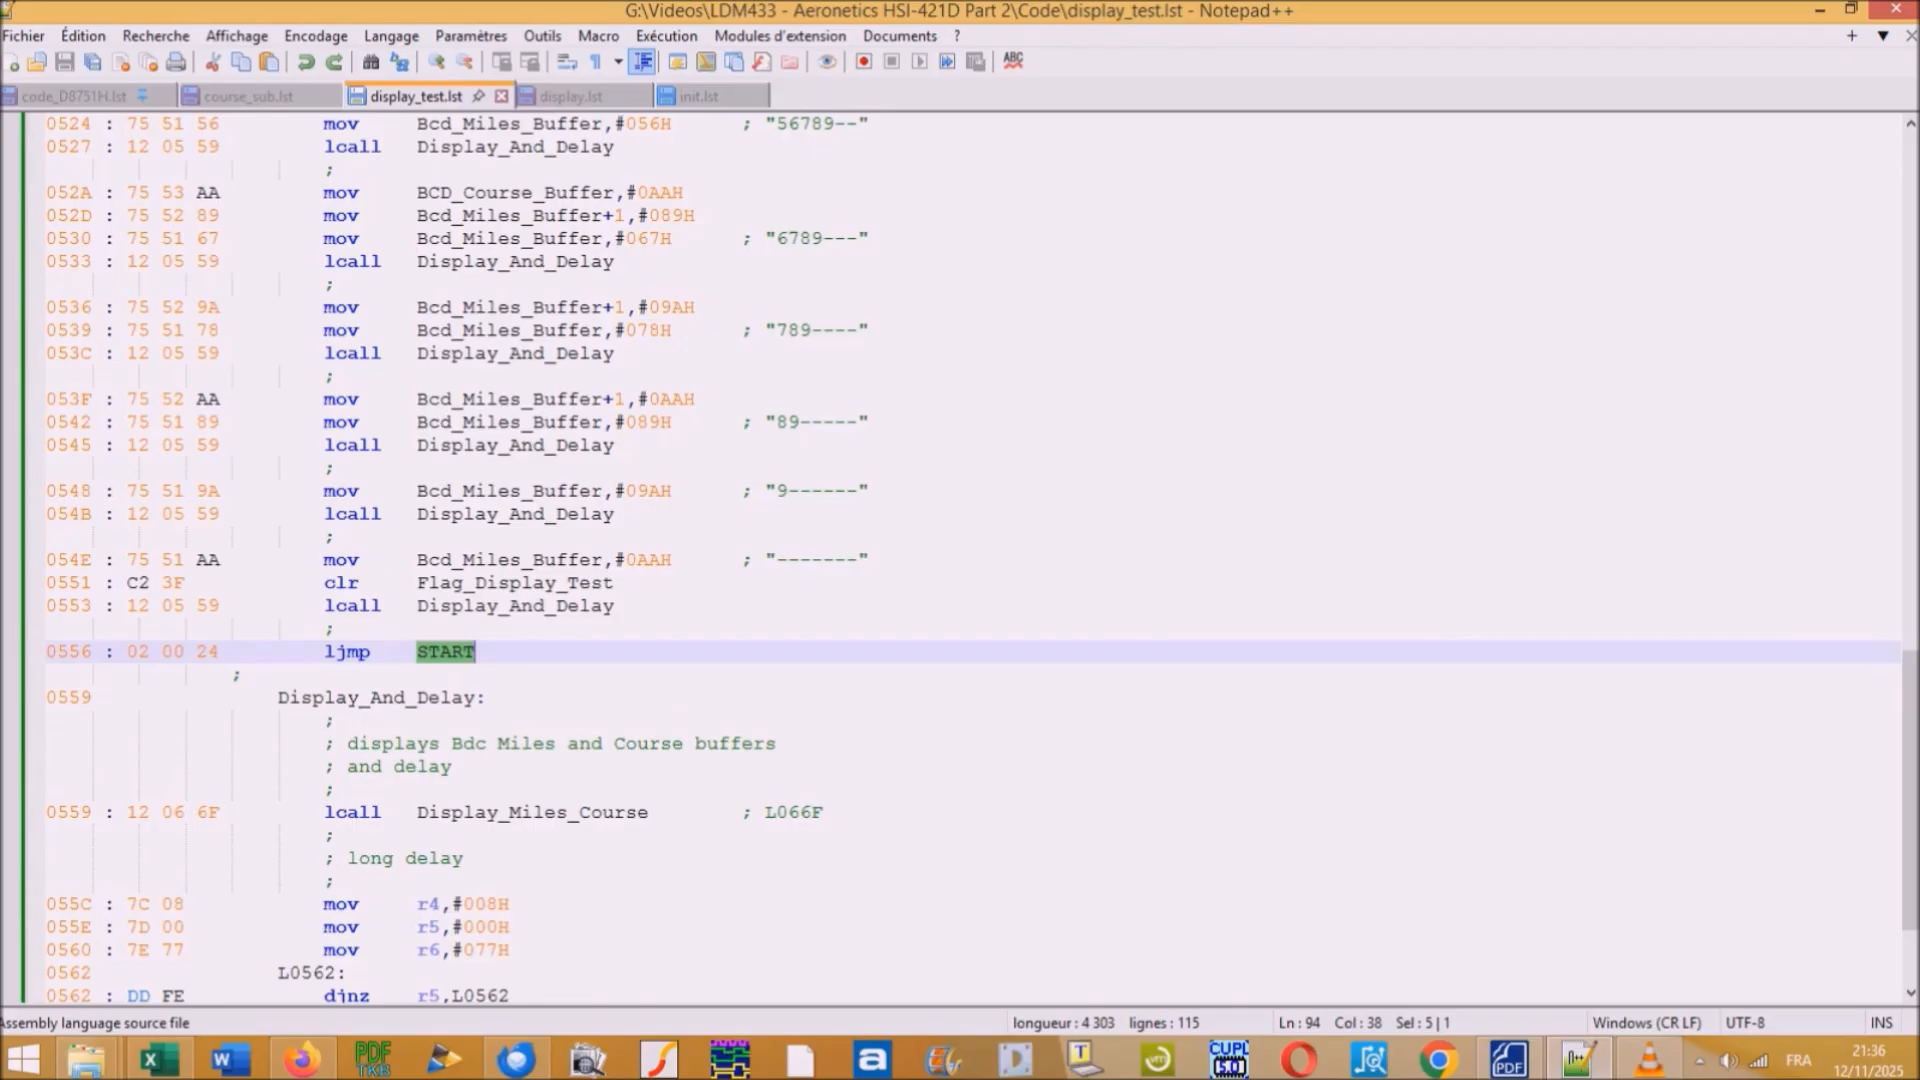 G:\Videos\LDM433 - Aeronetics HSI-421D Part 2\Code\display_test.lst - Notepad++
Fichier Édition Recherche Affichage Encodage Langage Paramètres Outils Macro Exécution Modules d'extension Documents ?
code_D8751H.lst course_sub.lst display_test.lst display.lst init.lst
0524 : 75 51 56 mov Bcd_Miles_Buffer,#056H ; "56789--"
0527 : 12 05 59 lcall Display_And_Delay
;
052A : 75 53 AA mov BCD_Course_Buffer,#0AAH
052D : 75 52 89 mov Bcd_Miles_Buffer+1,#089H
0530 : 75 51 67 mov Bcd_Miles_Buffer,#067H ; "6789---"
0533 : 12 05 59 lcall Display_And_Delay
;
0536 : 75 52 9A mov Bcd_Miles_Buffer+1,#09AH
0539 : 75 51 78 mov Bcd_Miles_Buffer,#078H ; "789----"
053C : 12 05 59 lcall Display_And_Delay
;
053F : 75 52 AA mov Bcd_Miles_Buffer+1,#0AAH
0542 : 75 51 89 mov Bcd_Miles_Buffer,#089H ; "89-----"
0545 : 12 05 59 lcall Display_And_Delay
;
0548 : 75 51 9A mov Bcd_Miles_Buffer,#09AH ; "9------"
054B : 12 05 59 lcall Display_And_Delay
;
054E : 75 51 AA mov Bcd_Miles_Buffer,#0AAH ; "-------"
0551 : C2 3F clr Flag_Display_Test
0553 : 12 05 59 lcall Display_And_Delay
;
0556 : 02 00 24 ljmp START
;
0559 Display_And_Delay:
;
; displays Bdc Miles and Course buffers
; and delay
;
0559 : 12 06 6F lcall Display_Miles_Course ; L066F
;
; long delay
;
055C : 7C 08 mov r4,#008H
055E : 7D 00 mov r5,#000H
0560 : 7E 77 mov r6,#077H
0562 L0562:
0562 : DD FE djnz r5,L0562
Assembly language source file longueur : 4 303 lignes : 115 Ln : 94 Col : 38 Sel : 5 | 1 Windows (CR LF) UTF-8 INS
PDF TKB
CUPL 5.0
PDF
FRA
21:36
12/11/2025